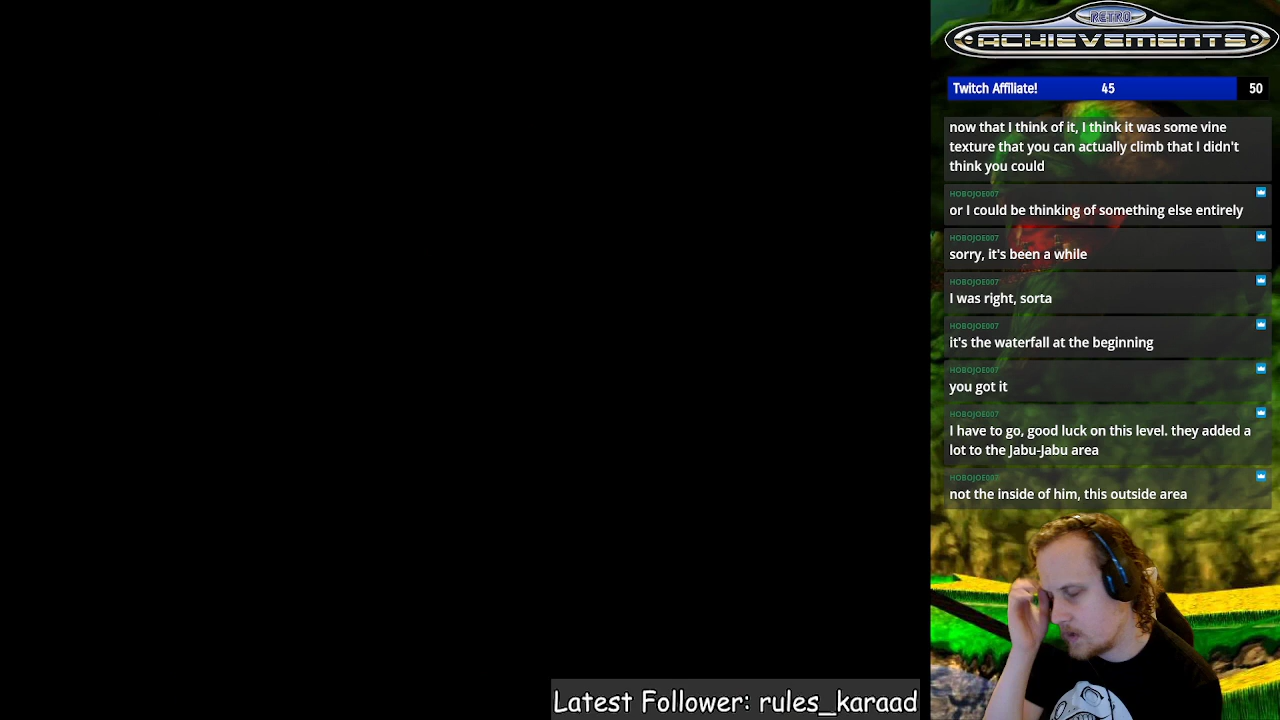 RETRO
ACHIEVEMENTS
Twitch Affiliate! 45 50
now that I think of it, I think it was some vine
texture that you can actually climb that I didn't
think you could
HOBOJOE007
or I could be thinking of something else entirely
HOBOJOE007
sorry, it's been a while
HOBOJOE007
I was right, sorta
HOBOJOE007
it's the waterfall at the beginning
HOBOJOE007
you got it
HOBOJOE007
I have to go, good luck on this level. they added a
lot to the Jabu-Jabu area
HOBOJOE007
not the inside of him, this outside area
Latest Follower: rules_karaad